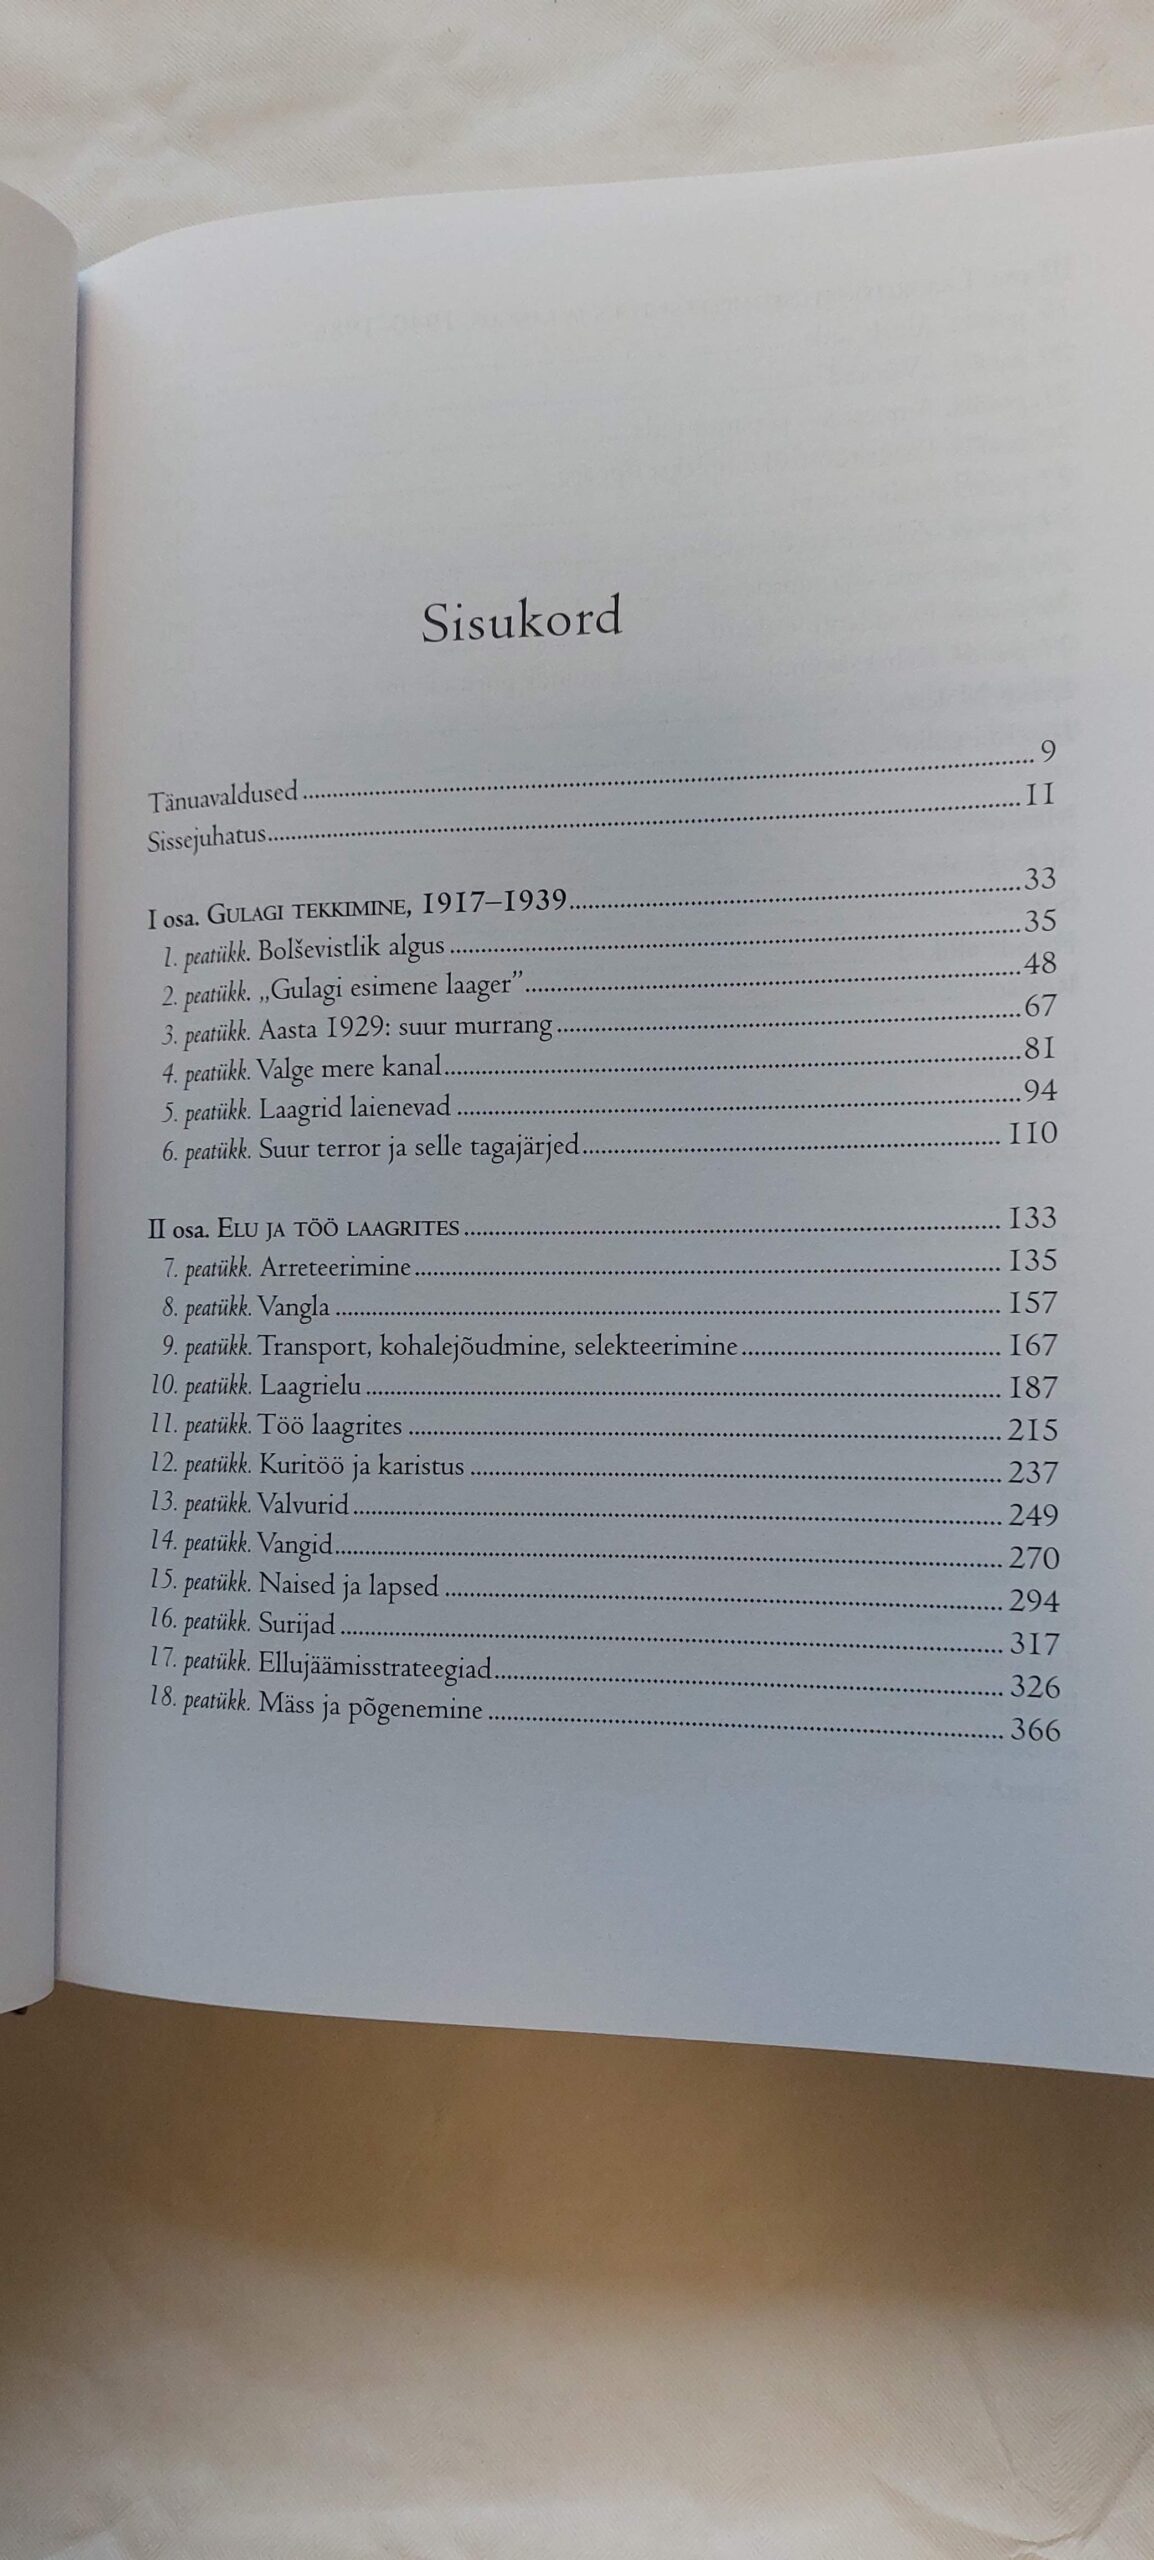 Sisukord
Tänuavaldused 9
Sissejuhatus 11
I osa. Gulagi tekkimine, 1917–1939 33
1. peatükk. Bolševistlik algus 35
2. peatükk. „Gulagi esimene laager” 48
3. peatükk. Aasta 1929: suur murrang 67
4. peatükk. Valge mere kanal 81
5. peatükk. Laagrid laienevad 94
6. peatükk. Suur terror ja selle tagajärjed 110
II osa. Elu ja töö laagrites 133
7. peatükk. Arreteerimine 135
8. peatükk. Vangla 157
9. peatükk. Transport, kohalejõudmine, selekteerimine 167
10. peatükk. Laagrielu 187
11. peatükk. Töö laagrites 215
12. peatükk. Kuritöö ja karistus 237
13. peatükk. Valvurid 249
14. peatükk. Vangid 270
15. peatükk. Naised ja lapsed 294
16. peatükk. Surijad 317
17. peatükk. Ellujäämisstrateegiad 326
18. peatükk. Mäss ja põgenemine 366